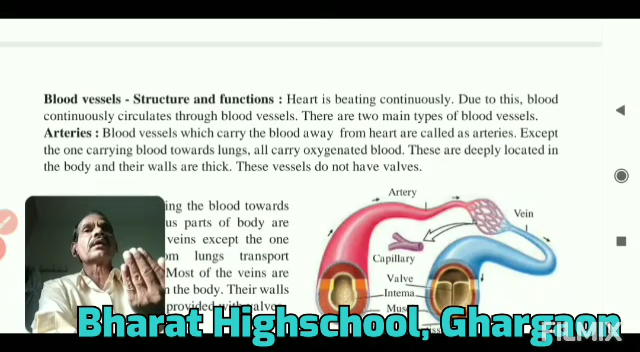 Blood vessels - Structure and functions : Heart is beating continuously. Due to this, blood
continuously circulates through blood vessels. There are two main types of blood vessels.
Arteries : Blood vessels which carry the blood away from heart are called as arteries. Except
the one carrying blood towards lungs, all carry oxygenated blood. These are deeply located in
the body and their walls are thick. These vessels do not have valves.
ing the blood towards
us parts of body are
veins except the one
lungs transport
Most of the veins are
the body. Their walls
provided with valve
Artery
Vein
Capillary
Valve
Intema
Mus
Bharat Highschool, Ghargaon
FILMIX